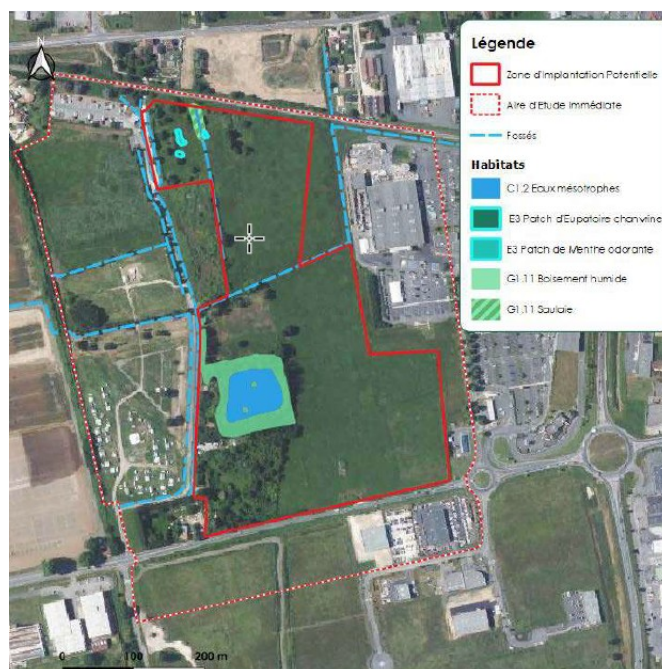 N
Légende
Zone d'Implantation Potentielle
Aire d'Etude Immédiate
Fossés
Habitats
C1.2 Eaux mésotrophes
E3 Patch d'Eupatoire chanvrine
E3 Patch de Menthe odorante
G1.11 Boisement humide
G1.11 Saulaie
0 100 200 m